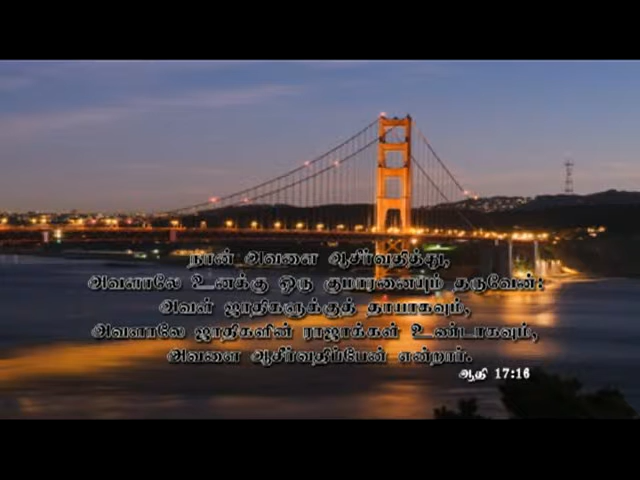 நான் அவளை ஆசீர்வதித்து,
அவளாலே உனக்கு ஒரு குமாரனையும் தருவேன்:
அவள் ஜாதிகளுக்குத் தாயாகவும்,
அவளாலே ஜாதிகளின் ராஜாக்கள் உண்டாகவும்,
அவளை ஆசீர்வதிப்பேன் என்றார்.
ஆதி 17:16